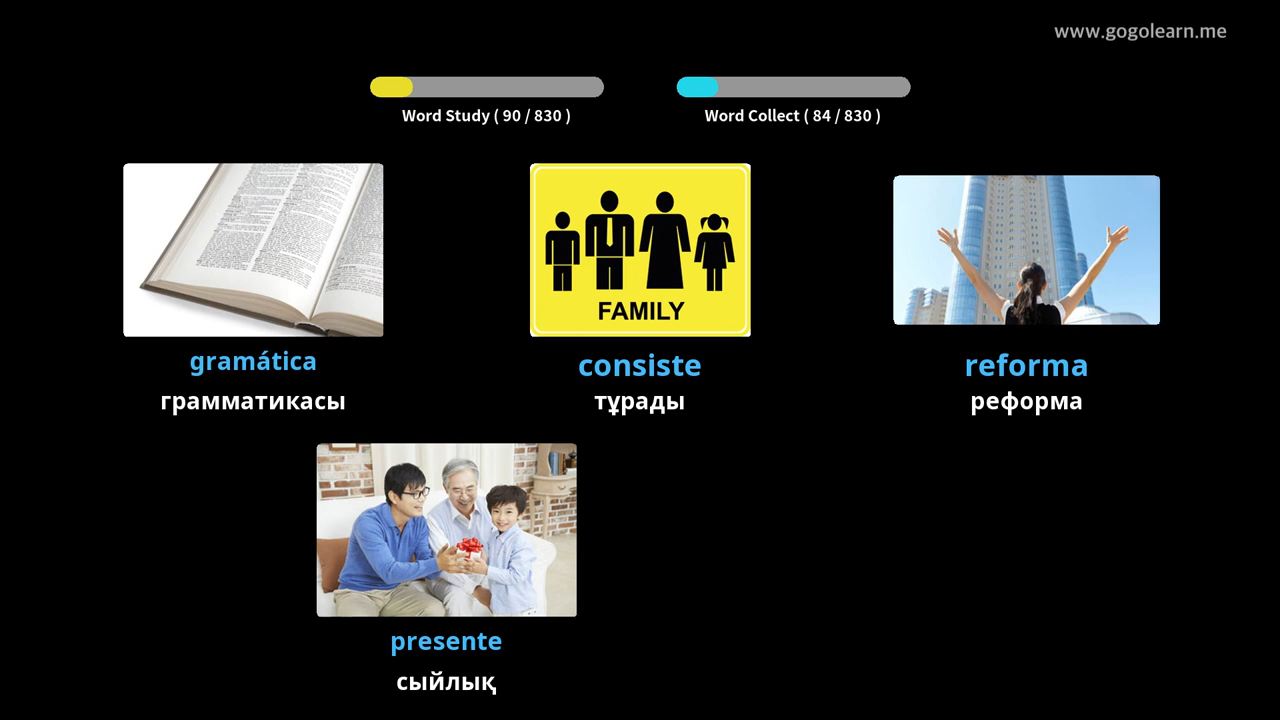 www.gogolearn.me
Word Study ( 90 / 830 )
Word Collect ( 84 / 830 )
FAMILY
gramática
consiste
reforma
грамматикасы
тұрады
реформа
presente
сыйлық